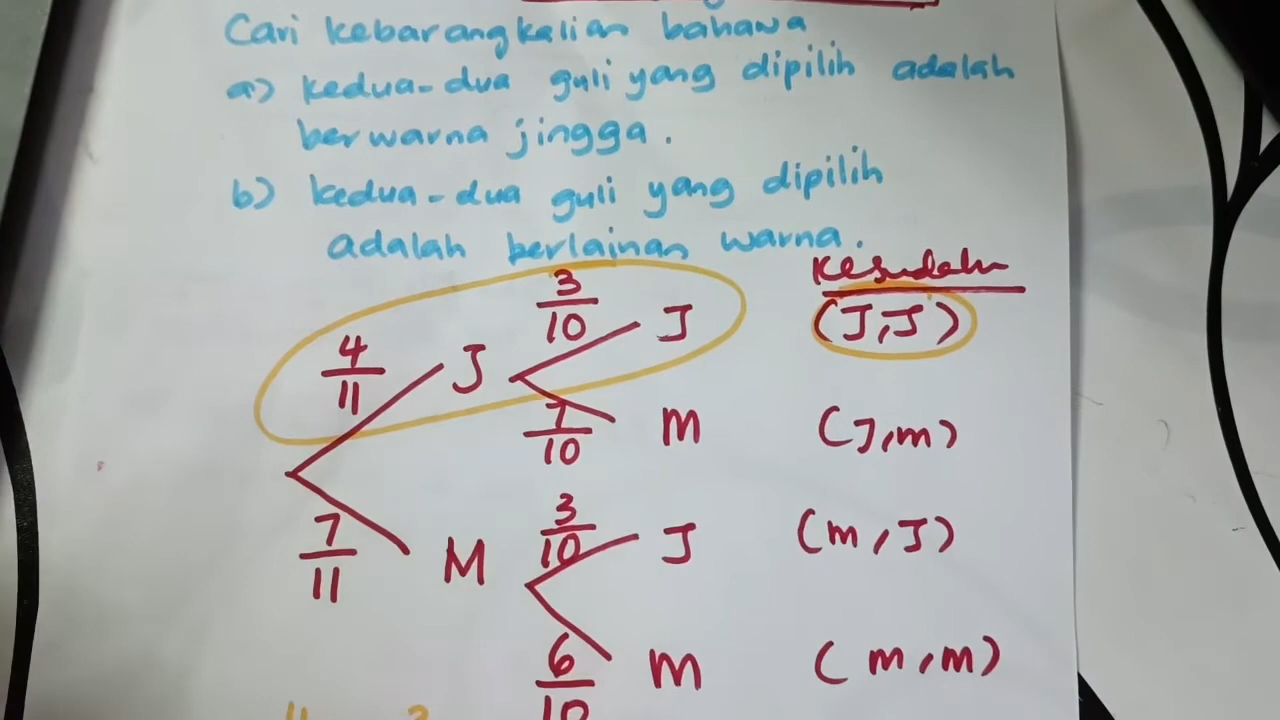 Cari kebarangkalian bahawa
a) kedua-dua guli yang dipilih adalah
berwarna jingga.
b) kedua-dua guli yang dipilih
adalah berlainan warna.
Kesudahan
3/10 J (J,J)
4/11 J
7/10 M (J,M)
7/11 M
3/10 J (M,J)
6/10 M (M,M)